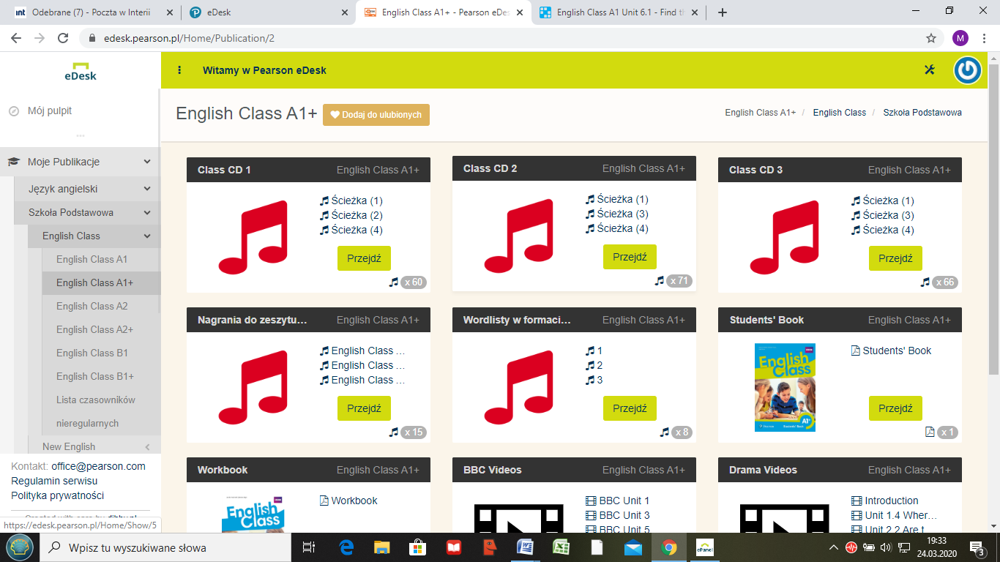 Odebrane (7) - Poczta w Interii
eDesk
English Class A1+ - Pearson eDes
English Class A1 Unit 6.1 - Find t
edesk.pearson.pl/Home/Publication/2
M
eDesk
Witamy w Pearson eDesk
Mój pulpit
...
Moje Publikacje
Język angielski
Szkoła Podstawowa
English Class
English Class A1
English Class A1+
English Class A2
English Class A2+
English Class B1
English Class B1+
Lista czasowników
nieregularnych
New English
Kontakt: office@pearson.com
Regulamin serwisu
Polityka prywatności
https://edesk.pearson.pl/Home/Show/5
English Class A1+
Dodaj do ulubionych
English Class A1+ / English Class / Szkoła Podstawowa
Class CD 1 English Class A1+
Ścieżka (1)
Ścieżka (2)
Ścieżka (4)
Przejdź
x 60
Class CD 2 English Class A1+
Ścieżka (1)
Ścieżka (3)
Ścieżka (4)
Przejdź
x 71
Class CD 3 English Class A1+
Ścieżka (1)
Ścieżka (3)
Ścieżka (4)
Przejdź
x 66
Nagrania do zeszytu… English Class A1+
English Class ...
English Class ...
English Class ...
Przejdź
x 15
Wordlisty w formaci… English Class A1+
1
2
3
Przejdź
x 8
Students' Book English Class A1+
English
Class
A1+
Students' Book
Przejdź
x 1
Workbook English Class A1+
English
Class
Workbook
BBC Videos English Class A1+
BBC Unit 1
BBC Unit 3
BBC Unit 5
Drama Videos English Class A1+
Introduction
Unit 1.4 Wher...
Unit 2.2 Are t
Wpisz tu wyszukiwane słowa
ePanel
19:33
24.03.2020
3